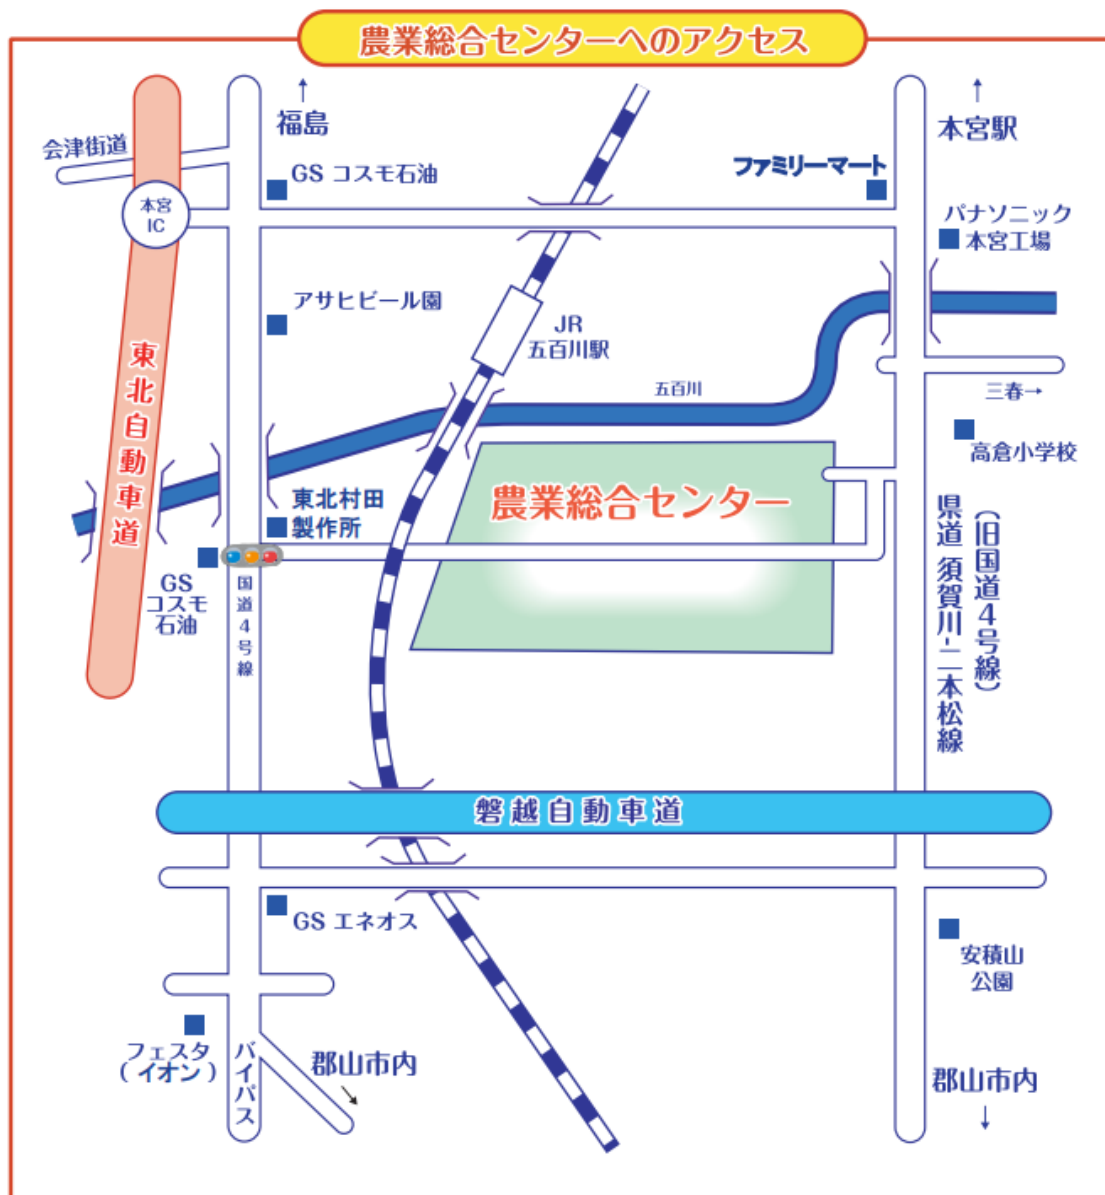 農業総合センターへのアクセス
福島
本宮駅
会津街道
GS コスモ石油
ファミリーマート
本宮
IC
パナソニック
本宮工場
アサヒビール園
JR
五百川駅
東北自動車道
五百川
三春→
高倉小学校
東北村田
製作所
農業総合センター
GS
コスモ
石油
国道4号線
県道 須賀川-二本松線
(旧国道4号線)
磐越自動車道
GS エネオス
安積山
公園
フェスタ
(イオン)
バイパス
郡山市内
郡山市内